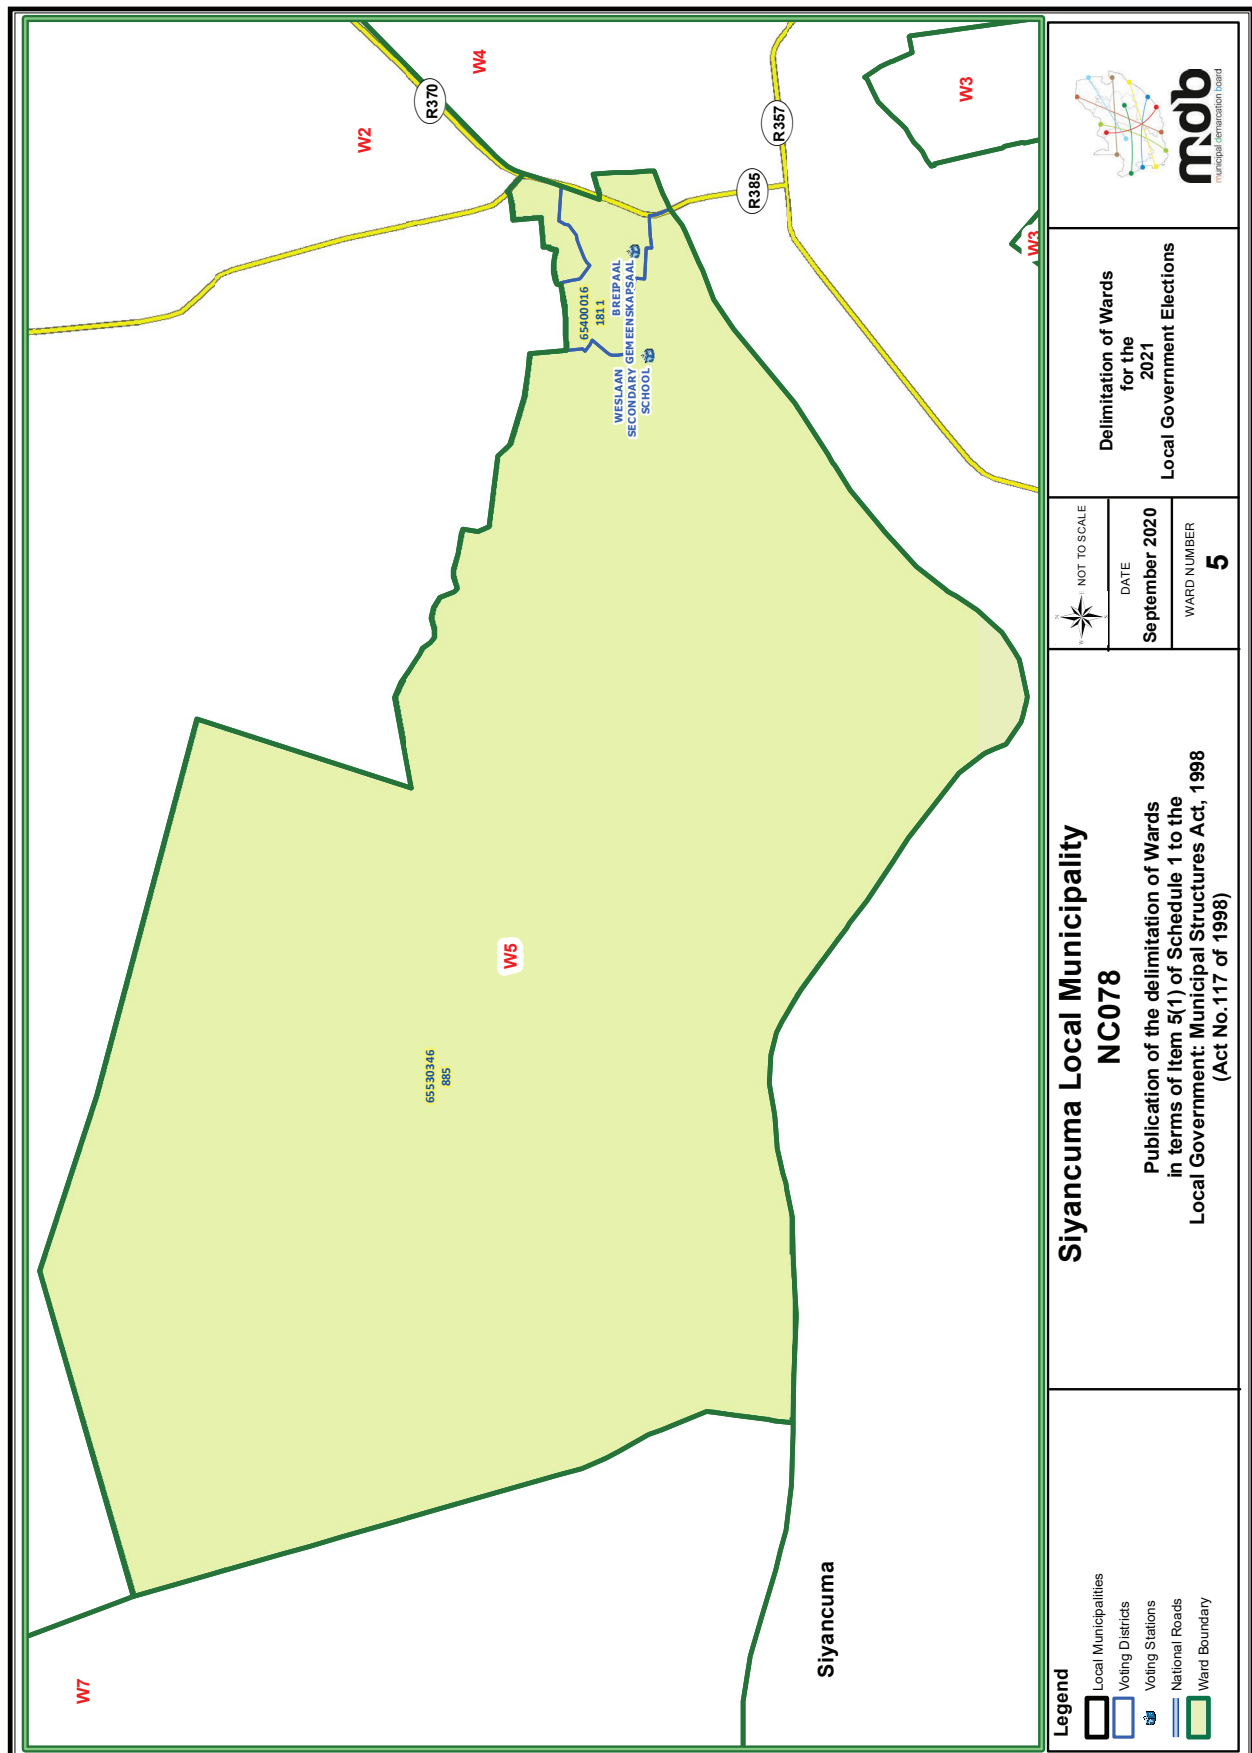 W7
W2
W4
R370
R357
W3
R385
W3
65400016
1811
BREIPAAL
GEMEENSKAPSAAL
WESLAAN
SECONDARY
SCHOOL
W5
65530346
885
Siyancuma
Legend
Local Municipalities
Voting Districts
Voting Stations
National Roads
Ward Boundary
Siyancuma Local Municipality
NC078
Publication of the delimitation of Wards
in terms of Item 5(1) of Schedule 1 to the
Local Government: Municipal Structures Act, 1998
(Act No.117 of 1998)
N
W E
S
NOT TO SCALE
DATE
September 2020
WARD NUMBER
5
Delimitation of Wards
for the
2021
Local Government Elections
mdb
municipal demarcation board